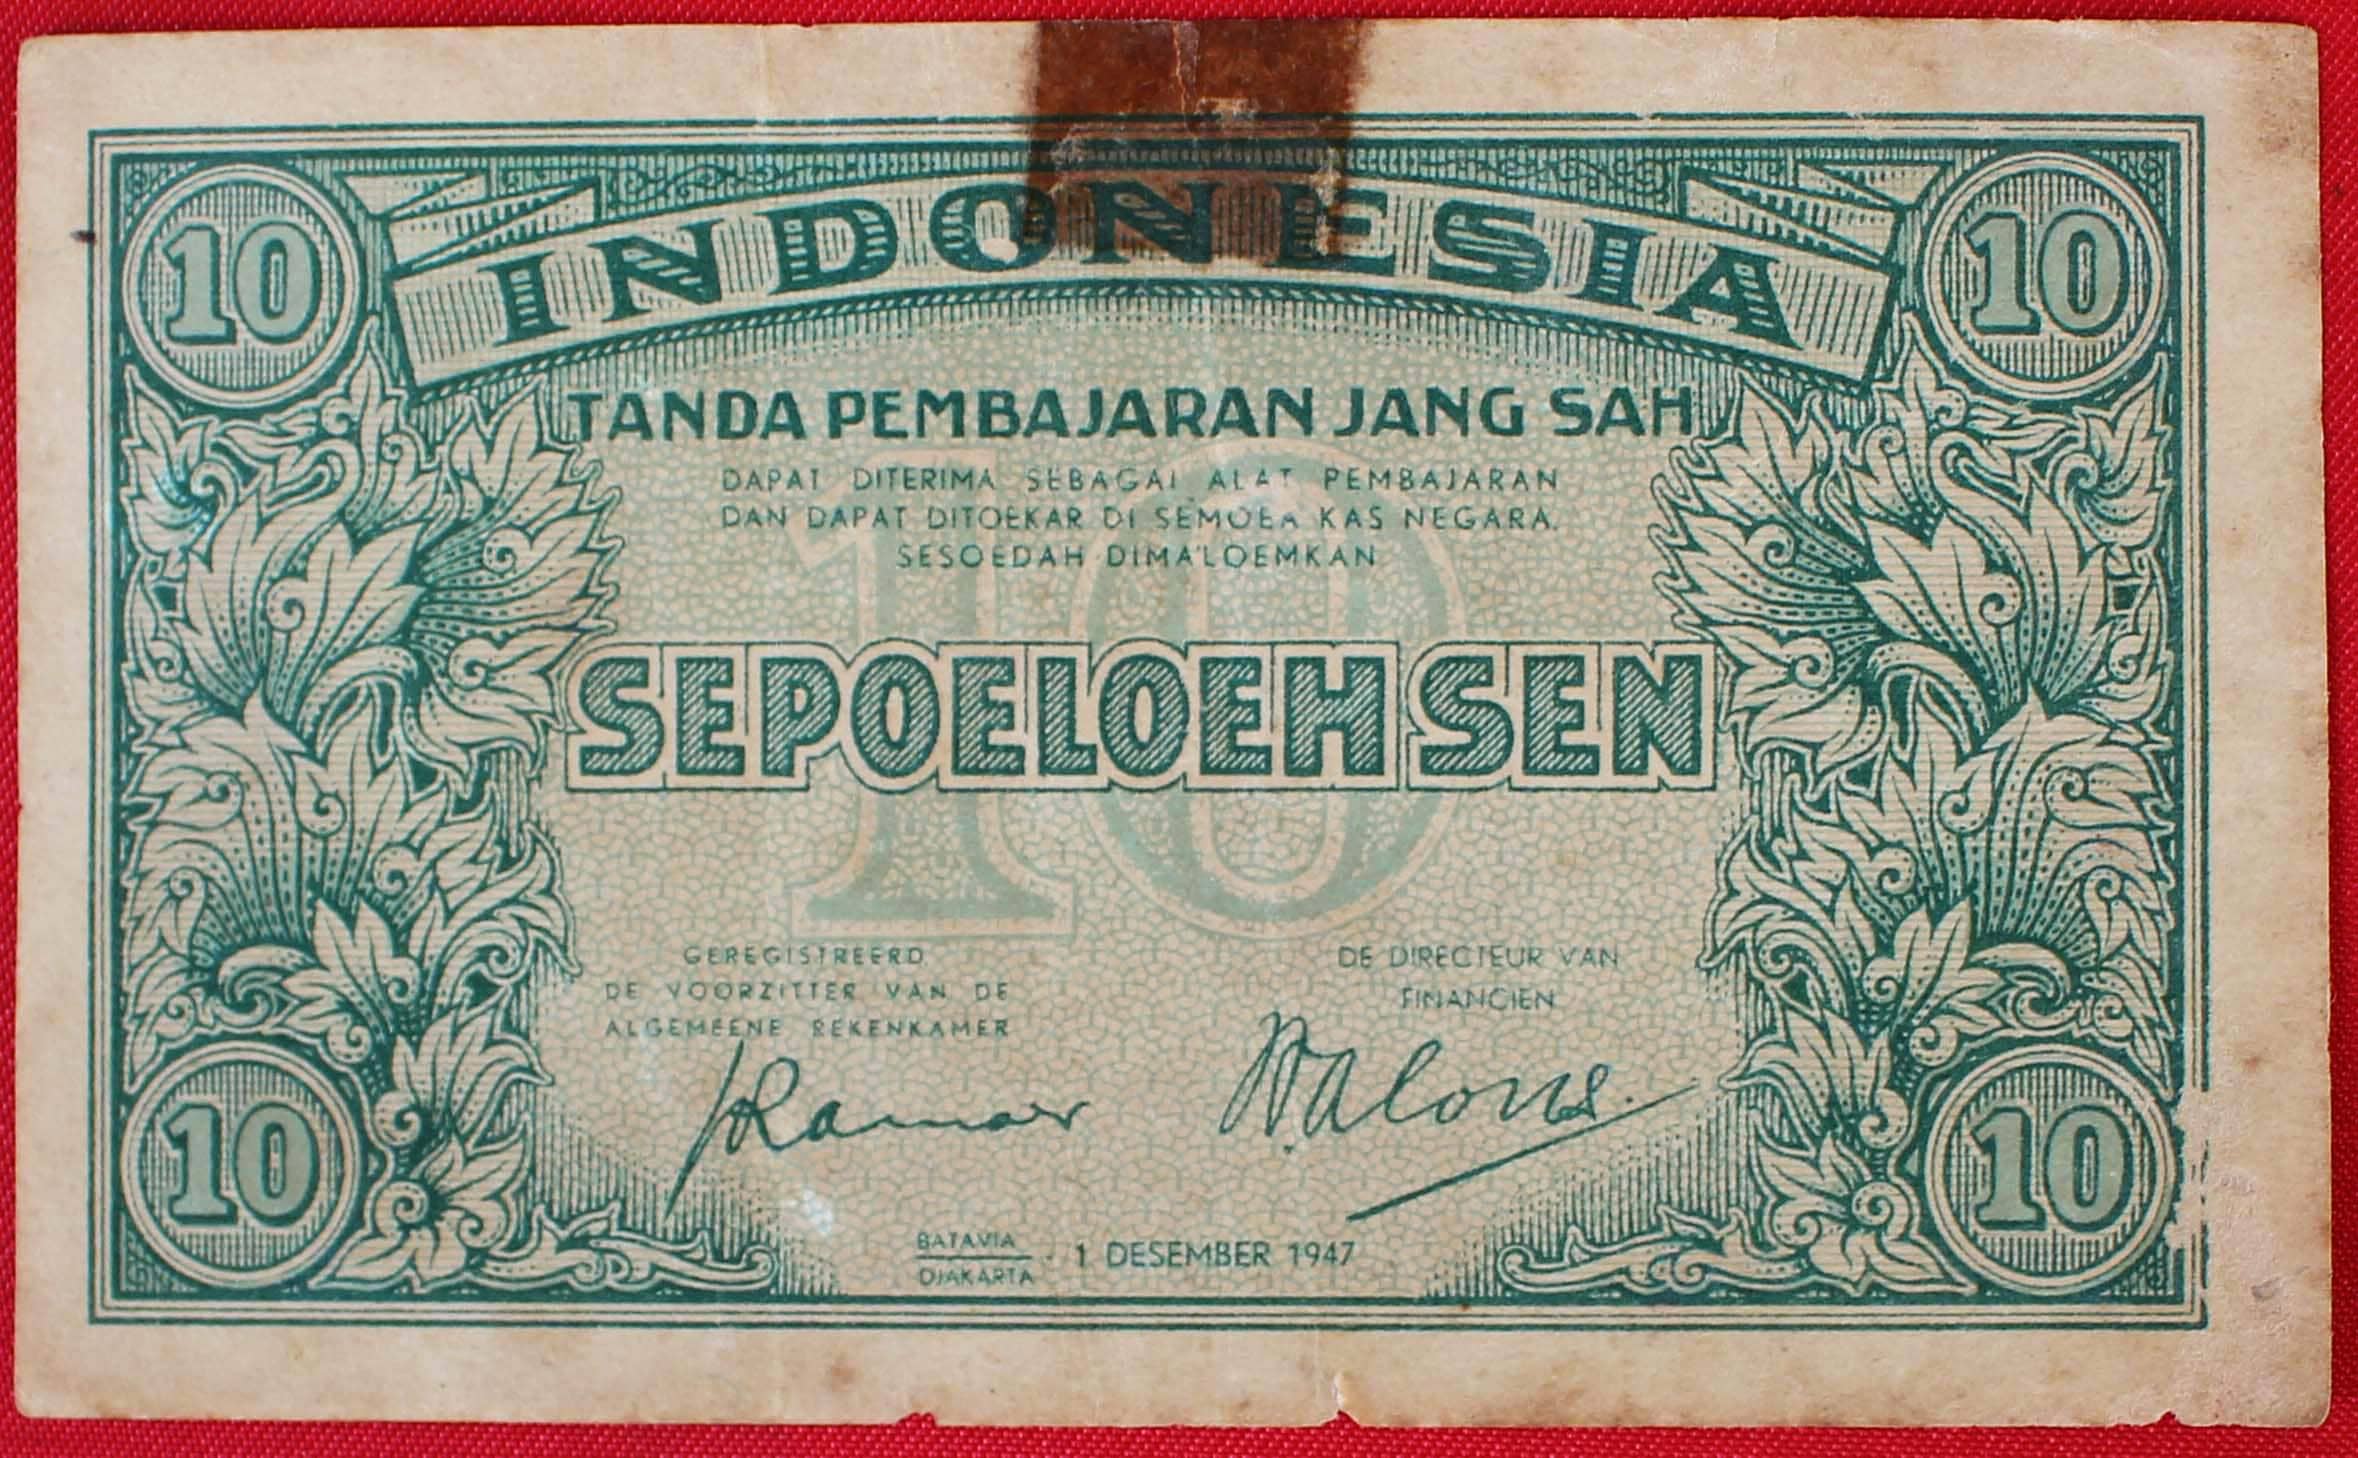 10 10
INDONESIA
TANDA PEMBAJARAN JANG SAH
DAPAT DITERIMA SEBAGAI ALAT PEMBAJARAN
DAN DAPAT DITOEKAR DI SEMOEA KAS NEGARA,
SESOEDAH DIMA'LOEMKAN
10
SEPOELOEH SEN
GEREGISTREERD
DE VOORZITTER VAN DE
ALGEMEENE REKENKAMER
DE DIRECTEUR VAN
FINANCIEN
10 10
BATAVIA
DJAKARTA - 1 DESEMBER 1947